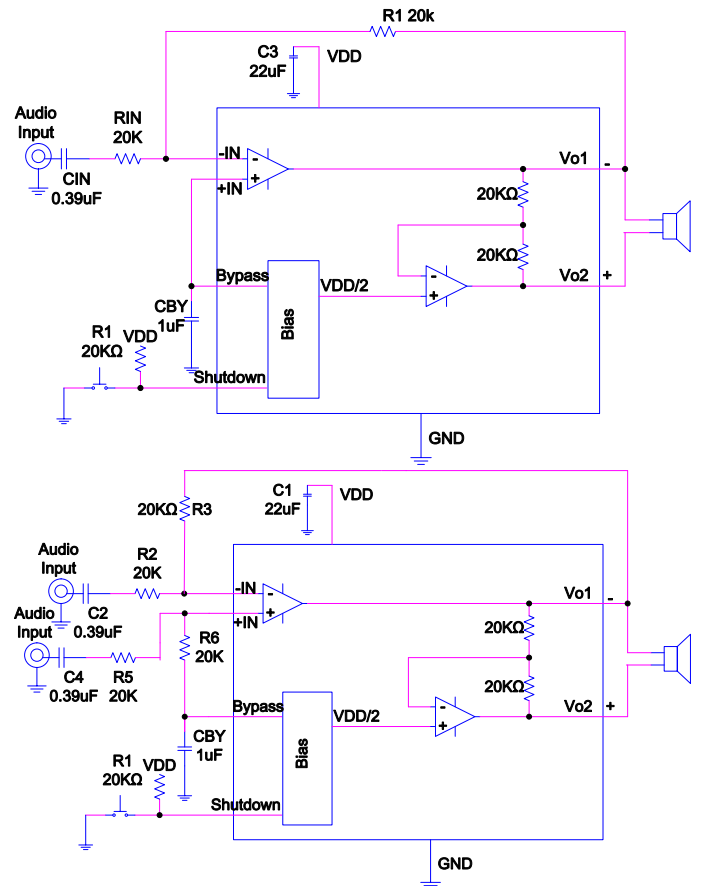 R1 20k
C3
22uF
VDD
Audio
Input
RIN
20K
CIN
0.39uF
-IN
-
+
+IN
Vo1
-
20KΩ
20KΩ
-
+
Vo2
+
Bypass
VDD/2
Bias
CBY
1uF
R1
20KΩ
VDD
Shutdown
GND
20KΩ
R3
C1
22uF
VDD
Audio
Input
R2
20K
C2
0.39uF
-IN
-
+
+IN
Vo1
-
Audio
Input
C4
0.39uF
R5
20K
R6
20K
20KΩ
20KΩ
-
+
Vo2
+
Bypass
VDD/2
Bias
CBY
1uF
R1
20KΩ
VDD
Shutdown
GND